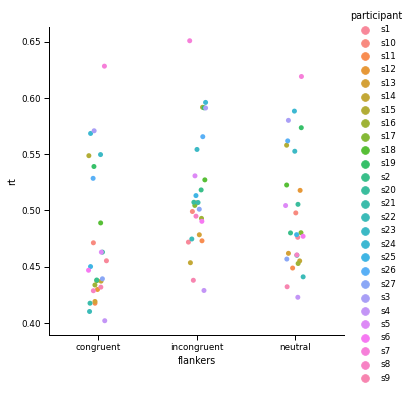 participant
s1
s10
s11
s12
s13
s14
s15
s16
s17
s18
s19
s2
s20
s21
s22
s23
s24
s25
s26
s27
s3
s4
s5
s6
s7
s8
s9
rt
0.65
0.60
0.55
0.50
0.45
0.40
congruent incongruent neutral
flankers